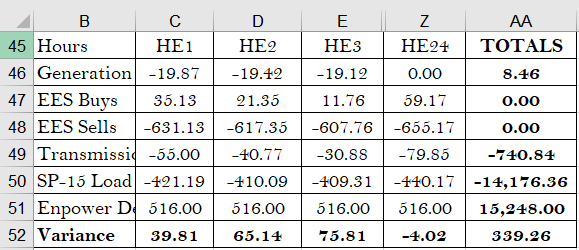 B C D E Z AA
45 Hours HE1 HE2 HE3 HE24 TOTALS
46 Generation -19.87 -19.42 -19.12 0.00 8.46
47 EES Buys 35.13 21.35 11.76 59.17 0.00
48 EES Sells -631.13 -617.35 -607.76 -655.17 0.00
49 Transmissi -55.00 -40.77 -30.88 -79.85 -740.84
50 SP-15 Load -421.19 -410.09 -409.31 -440.17 -14,176.36
51 Enpower De 516.00 516.00 516.00 516.00 15,248.00
52 Variance 39.81 65.14 75.81 -4.02 339.26